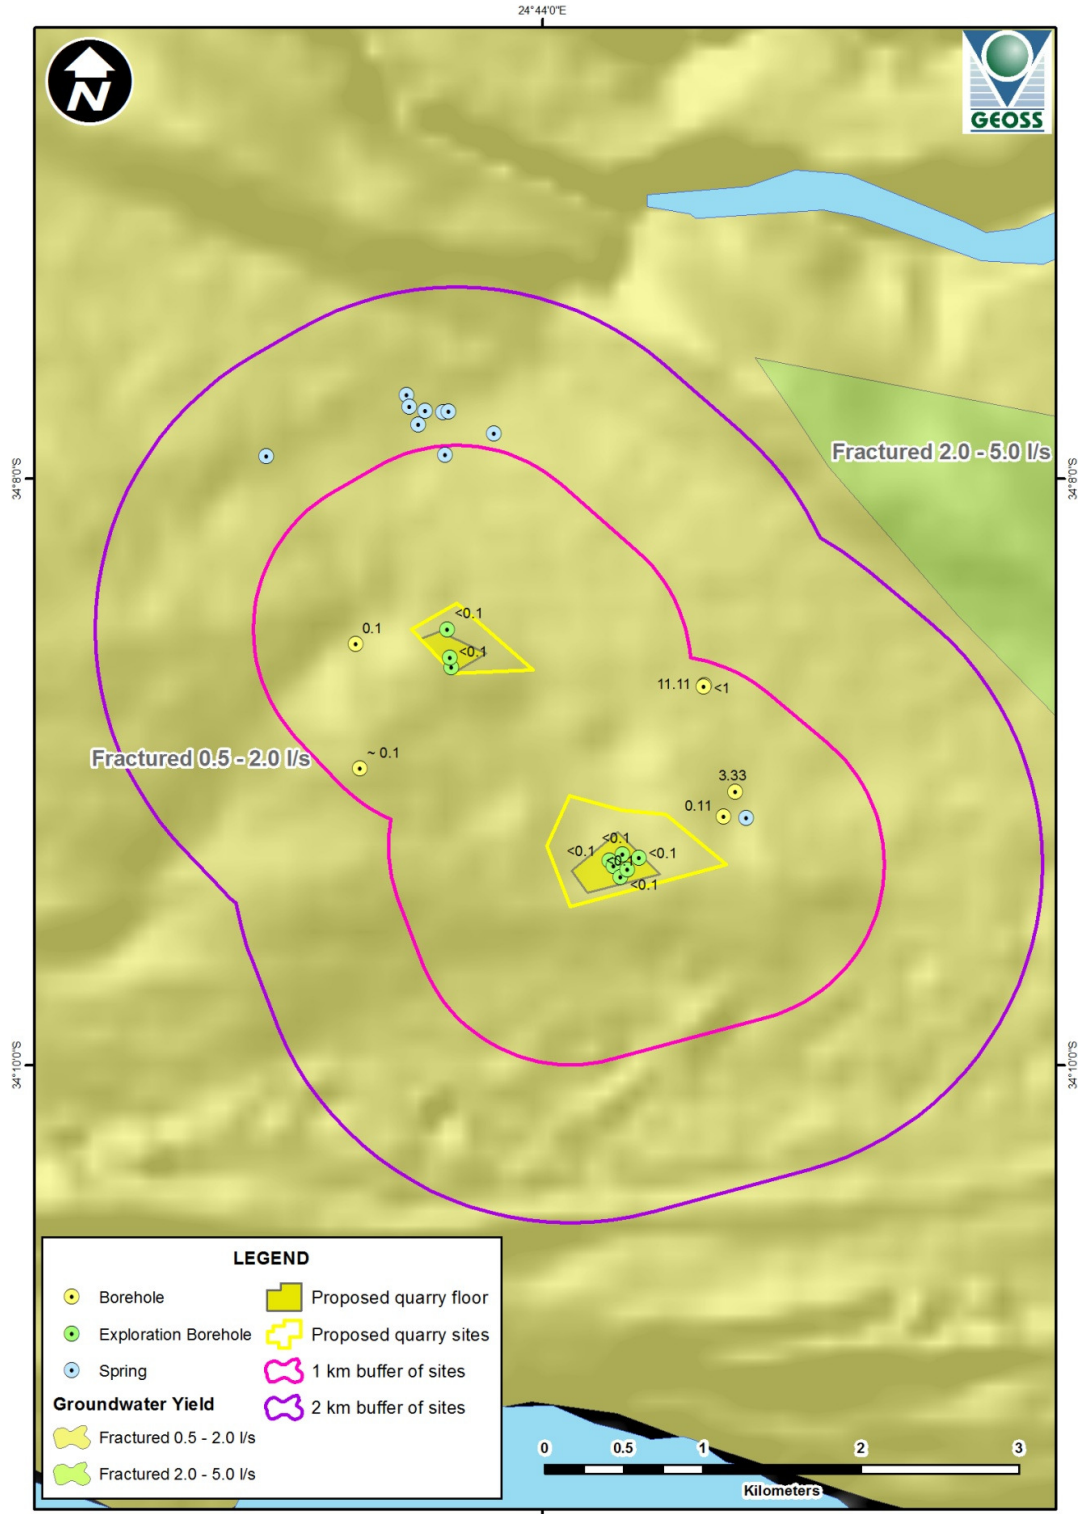 24°44'0"E
N
GEOSS
Fractured 2.0 - 5.0 l/s
34°8'0"S
34°8'0"S
<0.1
0.1
<0.1
11.11
<1
Fractured 0.5 - 2.0 l/s
~ 0.1
3.33
0.11
<0.1
<0.1
<0.1
<0.1
<0.1
34°10'0"S
34°10'0"S
LEGEND
Borehole
Exploration Borehole
Spring
Groundwater Yield
Fractured 0.5 - 2.0 l/s
Fractured 2.0 - 5.0 l/s
Proposed quarry floor
Proposed quarry sites
1 km buffer of sites
2 km buffer of sites
0 0.5 1 2 3
Kilometers